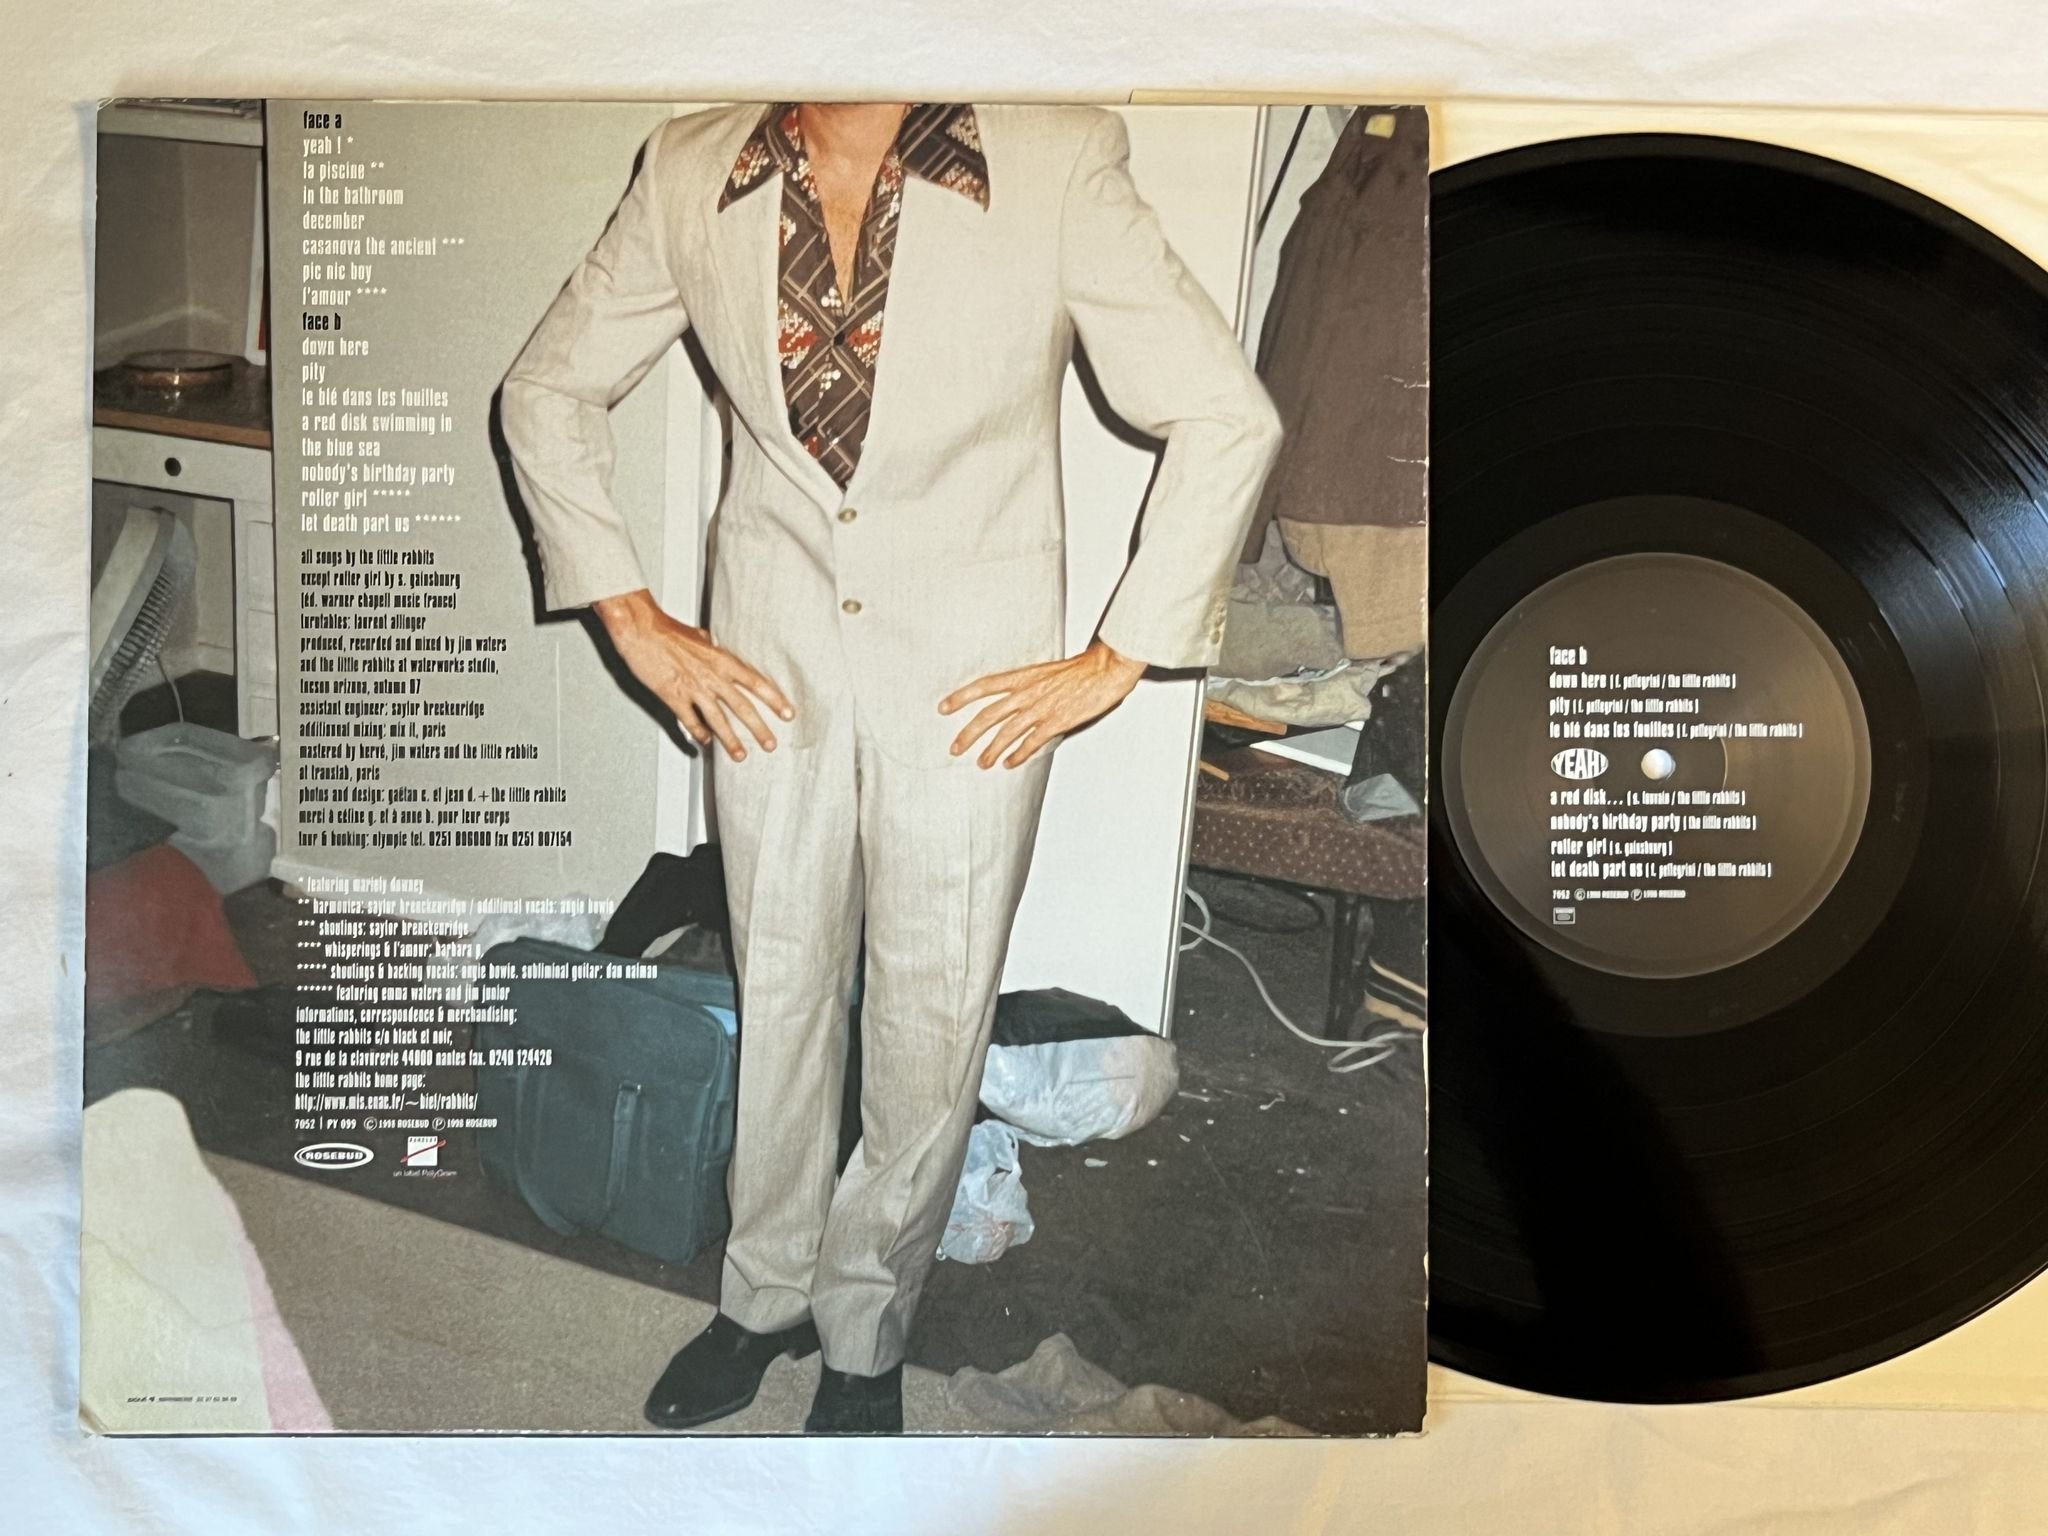 face a
yeah ! *
la piscine **
in the bathroom
december
casanova the ancient ***
pic nic boy
l'amour ****
face b
down here
pity
le blé dans les fouilles
a red disk swimming in
the blue sea
nobody's birthday party
roller girl *****
let death part us ******
all songs by the little rabbits
except roller girl by s. gainsbourg
(éd. warner chapell music france)
turntables: laurent allinger
produced, recorded and mixed by jim waters
and the little rabbits at waterworks studio,
tucson arizona, autumn 97
assistant engineer: saylor breckenridge
additionnal mixing: mix it, paris
mastered by hervé, jim waters and the little rabbits
at translab, paris
photos and design: gaëtan c. et jean d. + the little rabbits
merci à céline g. et à anne b. pour leur corps
tour & booking: olympic tel. 0251 806080 fax 0251 807154
* featuring mariely downey
** harmonica: saylor brenckenridge / additional vocals: angie bowie
*** shoutings: saylor brenckenridge
**** whisperings & l'amour: barbara p.
***** shoutings & backing vocals: angie bowie. subliminal guitar: dan naiman
****** featuring emma waters and jim junior
informations, correspondence & merchandising:
the little rabbits c/o black et noir,
9 rue de la clavurerie 44000 nantes fax. 0240 124426
the little rabbits home page:
http://www.mis.enac.fr/~biel/rabbits/
7052 | PY 099 © 1998 ROSEBUD ℗ 1998 ROSEBUD
ROSEBUD
un label PolyGram
face b
down here ( f. pellegrini / the little rabbits )
pity ( f. pellegrini / the little rabbits )
le blé dans les fouilles ( f. pellegrini / the little rabbits )
YEAH!
a red disk... ( s. louvain / the little rabbits )
nobody's birthday party ( the little rabbits )
roller girl ( s. gainsbourg )
let death part us ( f. pellegrini / the little rabbits )
7052 © 1998 ROSEBUD ℗ 1998 ROSEBUD